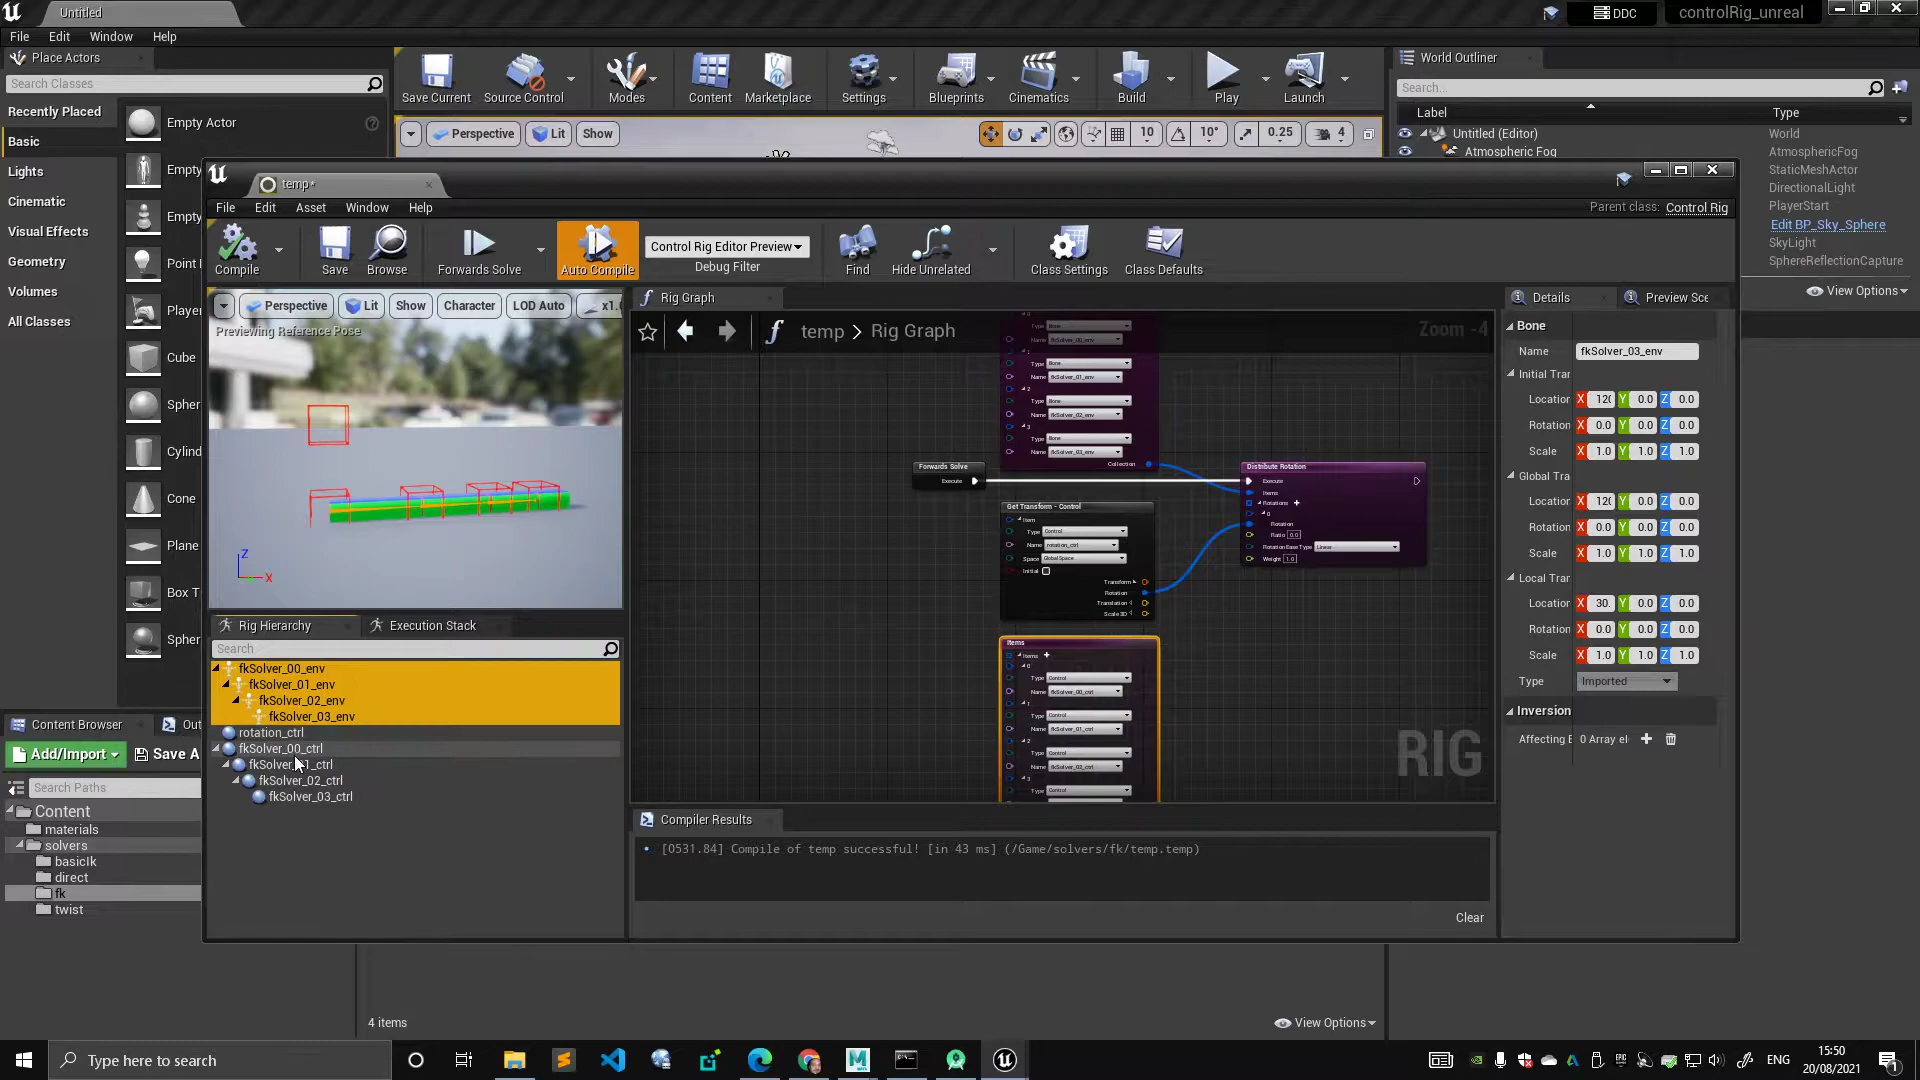 Untitled
DDC
controlRig_unreal
File Edit Window Help
Place Actors
Search Classes
Recently Placed
Basic
Lights
Cinematic
Visual Effects
Geometry
Volumes
All Classes
Empty Actor
Empty
Empty
Point
Player
Cube
Spher
Cylind
Cone
Plane
Box T
Spher
Save Current
Source Control
Modes
Content
Marketplace
Settings
Blueprints
Cinematics
Build
Play
Launch
Perspective
Lit
Show
10
10°
0.25
4
World Outliner
Search...
Label
Type
Untitled (Editor)
World
Atmospheric Fog
AtmosphericFog
StaticMeshActor
DirectionalLight
PlayerStart
Edit BP_Sky_Sphere
SkyLight
SphereReflectionCapture
View Options
temp*
File Edit Asset Window Help
Parent class: Control Rig
Compile
Save
Browse
Forwards Solve
Auto Compile
Control Rig Editor Preview
Debug Filter
Find
Hide Unrelated
Class Settings
Class Defaults
Perspective
Lit
Show
Character
LOD Auto
x1.0
Previewing Reference Pose
Z
X
Rig Hierarchy
Execution Stack
Search
fkSolver_00_env
fkSolver_01_env
fkSolver_02_env
fkSolver_03_env
rotation_ctrl
fkSolver_00_ctrl
fkSolver_01_ctrl
fkSolver_02_ctrl
fkSolver_03_ctrl
Rig Graph
temp > Rig Graph
Zoom -4
Type Bone
Name fkSolver_00_env
1
Type Bone
Name fkSolver_01_env
2
Type Bone
Name fkSolver_02_env
3
Type Bone
Name fkSolver_03_env
Collection
Forwards Solve
Execute
Get Transform - Control
Item
Type Control
Name rotation_ctrl
Space Global Space
Initial
Transform
Rotation
Translation
Scale 3D
Distribute Rotation
Execute
Items
Rotations +
0
Rotation
Ratio 0.0
Rotation Ease Type Linear
Weight 1.0
Items
Items +
0
Type Control
Name fkSolver_00_ctrl
1
Type Control
Name fkSolver_01_ctrl
2
Type Control
Name fkSolver_02_ctrl
3
Type Control
RIG
Compiler Results
[0531.84] Compile of temp successful! [in 43 ms] (/Game/solvers/fk/temp.temp)
Clear
Details
Preview Sce
Bone
Name fkSolver_03_env
Initial Trar
Location X 120 Y 0.0 Z 0.0
Rotation X 0.0 Y 0.0 Z 0.0
Scale X 1.0 Y 1.0 Z 1.0
Global Tra
Location X 120 Y 0.0 Z 0.0
Rotation X 0.0 Y 0.0 Z 0.0
Scale X 1.0 Y 1.0 Z 1.0
Local Tran
Location X 30. Y 0.0 Z 0.0
Rotation X 0.0 Y 0.0 Z 0.0
Scale X 1.0 Y 1.0 Z 1.0
Type Imported
Inversion
Affecting E 0 Array el
Content Browser
Out
Add/Import
Save A
Search Paths
Content
materials
solvers
basicIk
direct
fk
twist
4 items
View Options
Type here to search
ENG
15:50
20/08/2021
1